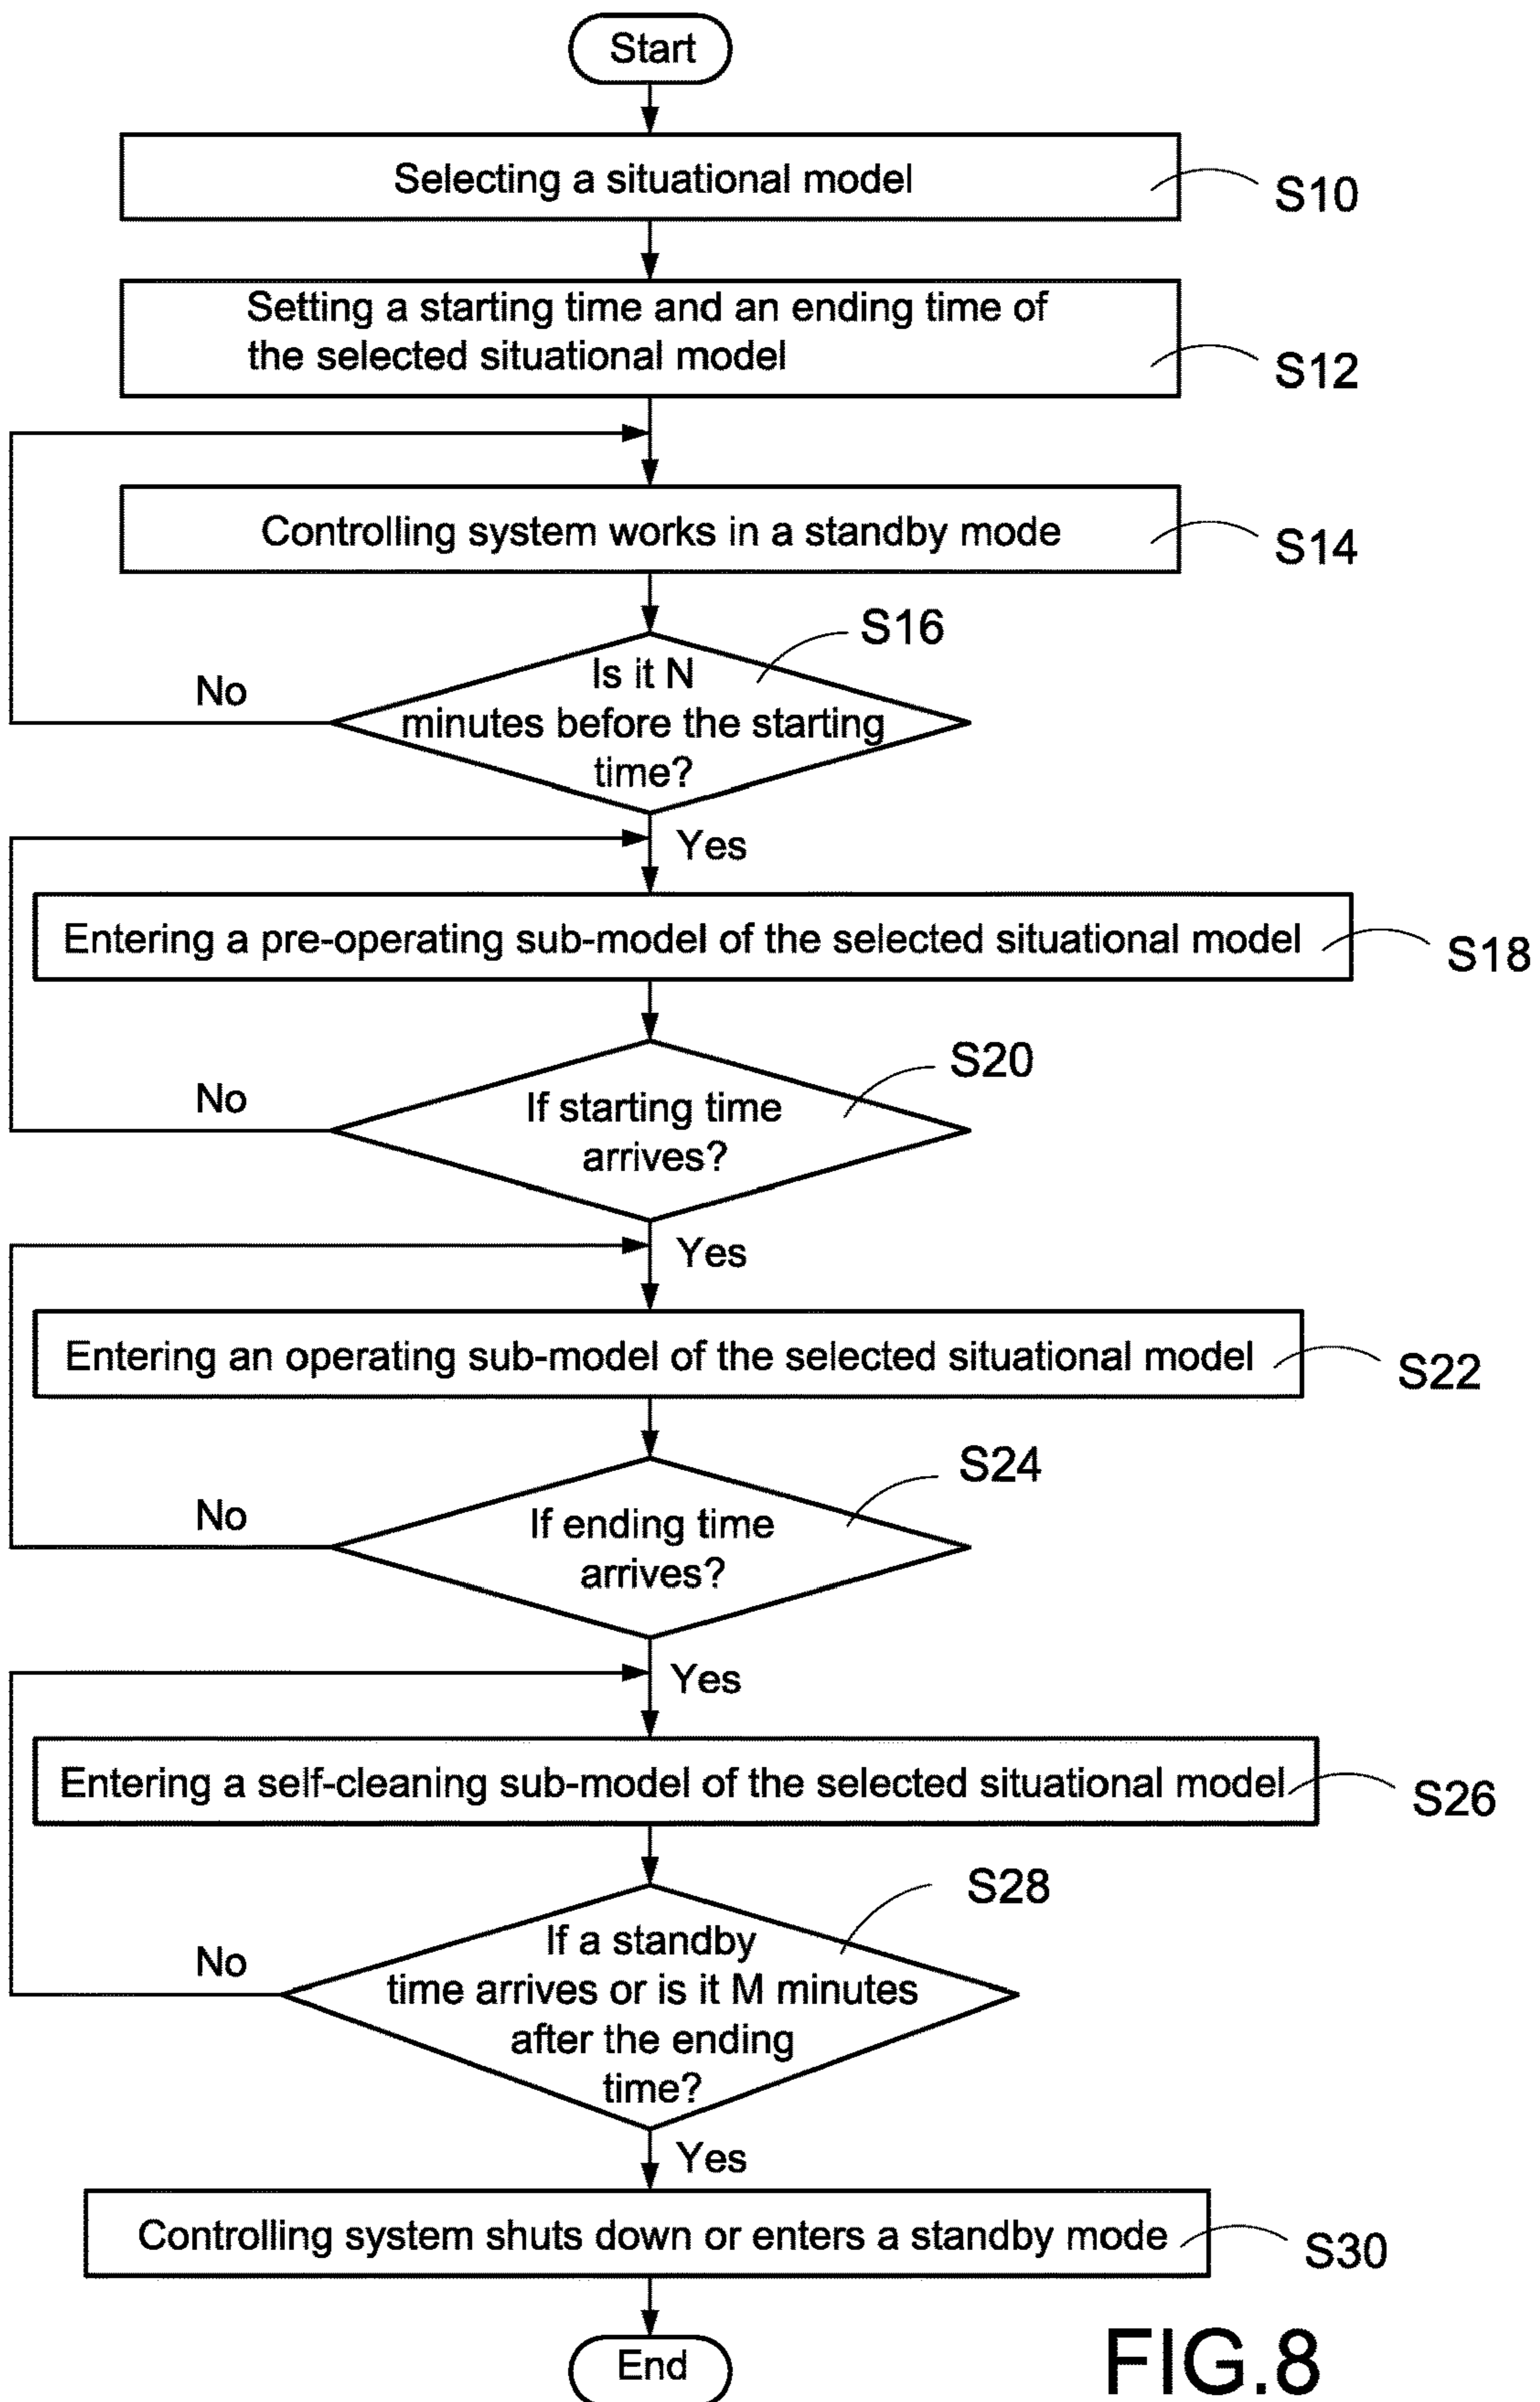 Start
Selecting a situational model
S10
Setting a starting time and an ending time of
the selected situational model
S12
Controlling system works in a standby mode
S14
S16
Is it N
minutes before the starting
time?
No
Yes
Entering a pre-operating sub-model of the selected situational model
S18
S20
If starting time
arrives?
No
Yes
Entering an operating sub-model of the selected situational model
S22
S24
If ending time
arrives?
No
Yes
Entering a self-cleaning sub-model of the selected situational model
S26
S28
If a standby
time arrives or is it M minutes
after the ending
time?
No
Yes
Controlling system shuts down or enters a standby mode
S30
End
FIG.8